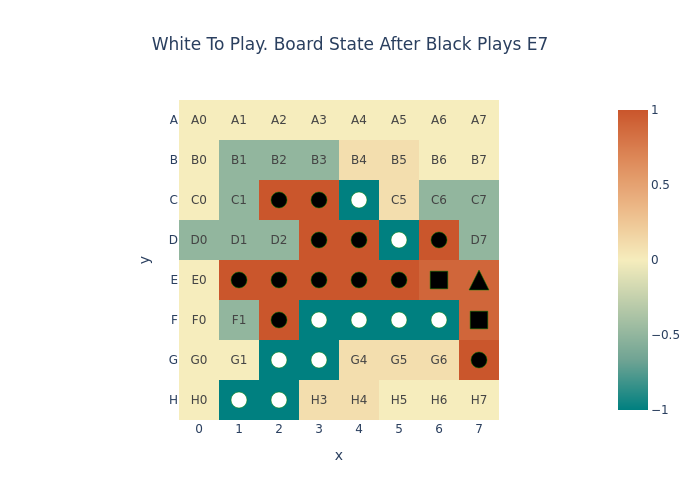 White To Play. Board State After Black Plays E7
A A0 A1 A2 A3 A4 A5 A6 A7
B B0 B1 B2 B3 B4 B5 B6 B7
C C0 C1 C5 C6 C7
D D0 D1 D2 D7
E E0
F F0 F1
G G0 G1 G4 G5 G6
H H0 H3 H4 H5 H6 H7
0 1 2 3 4 5 6 7
x
y
1
0.5
0
−0.5
−1